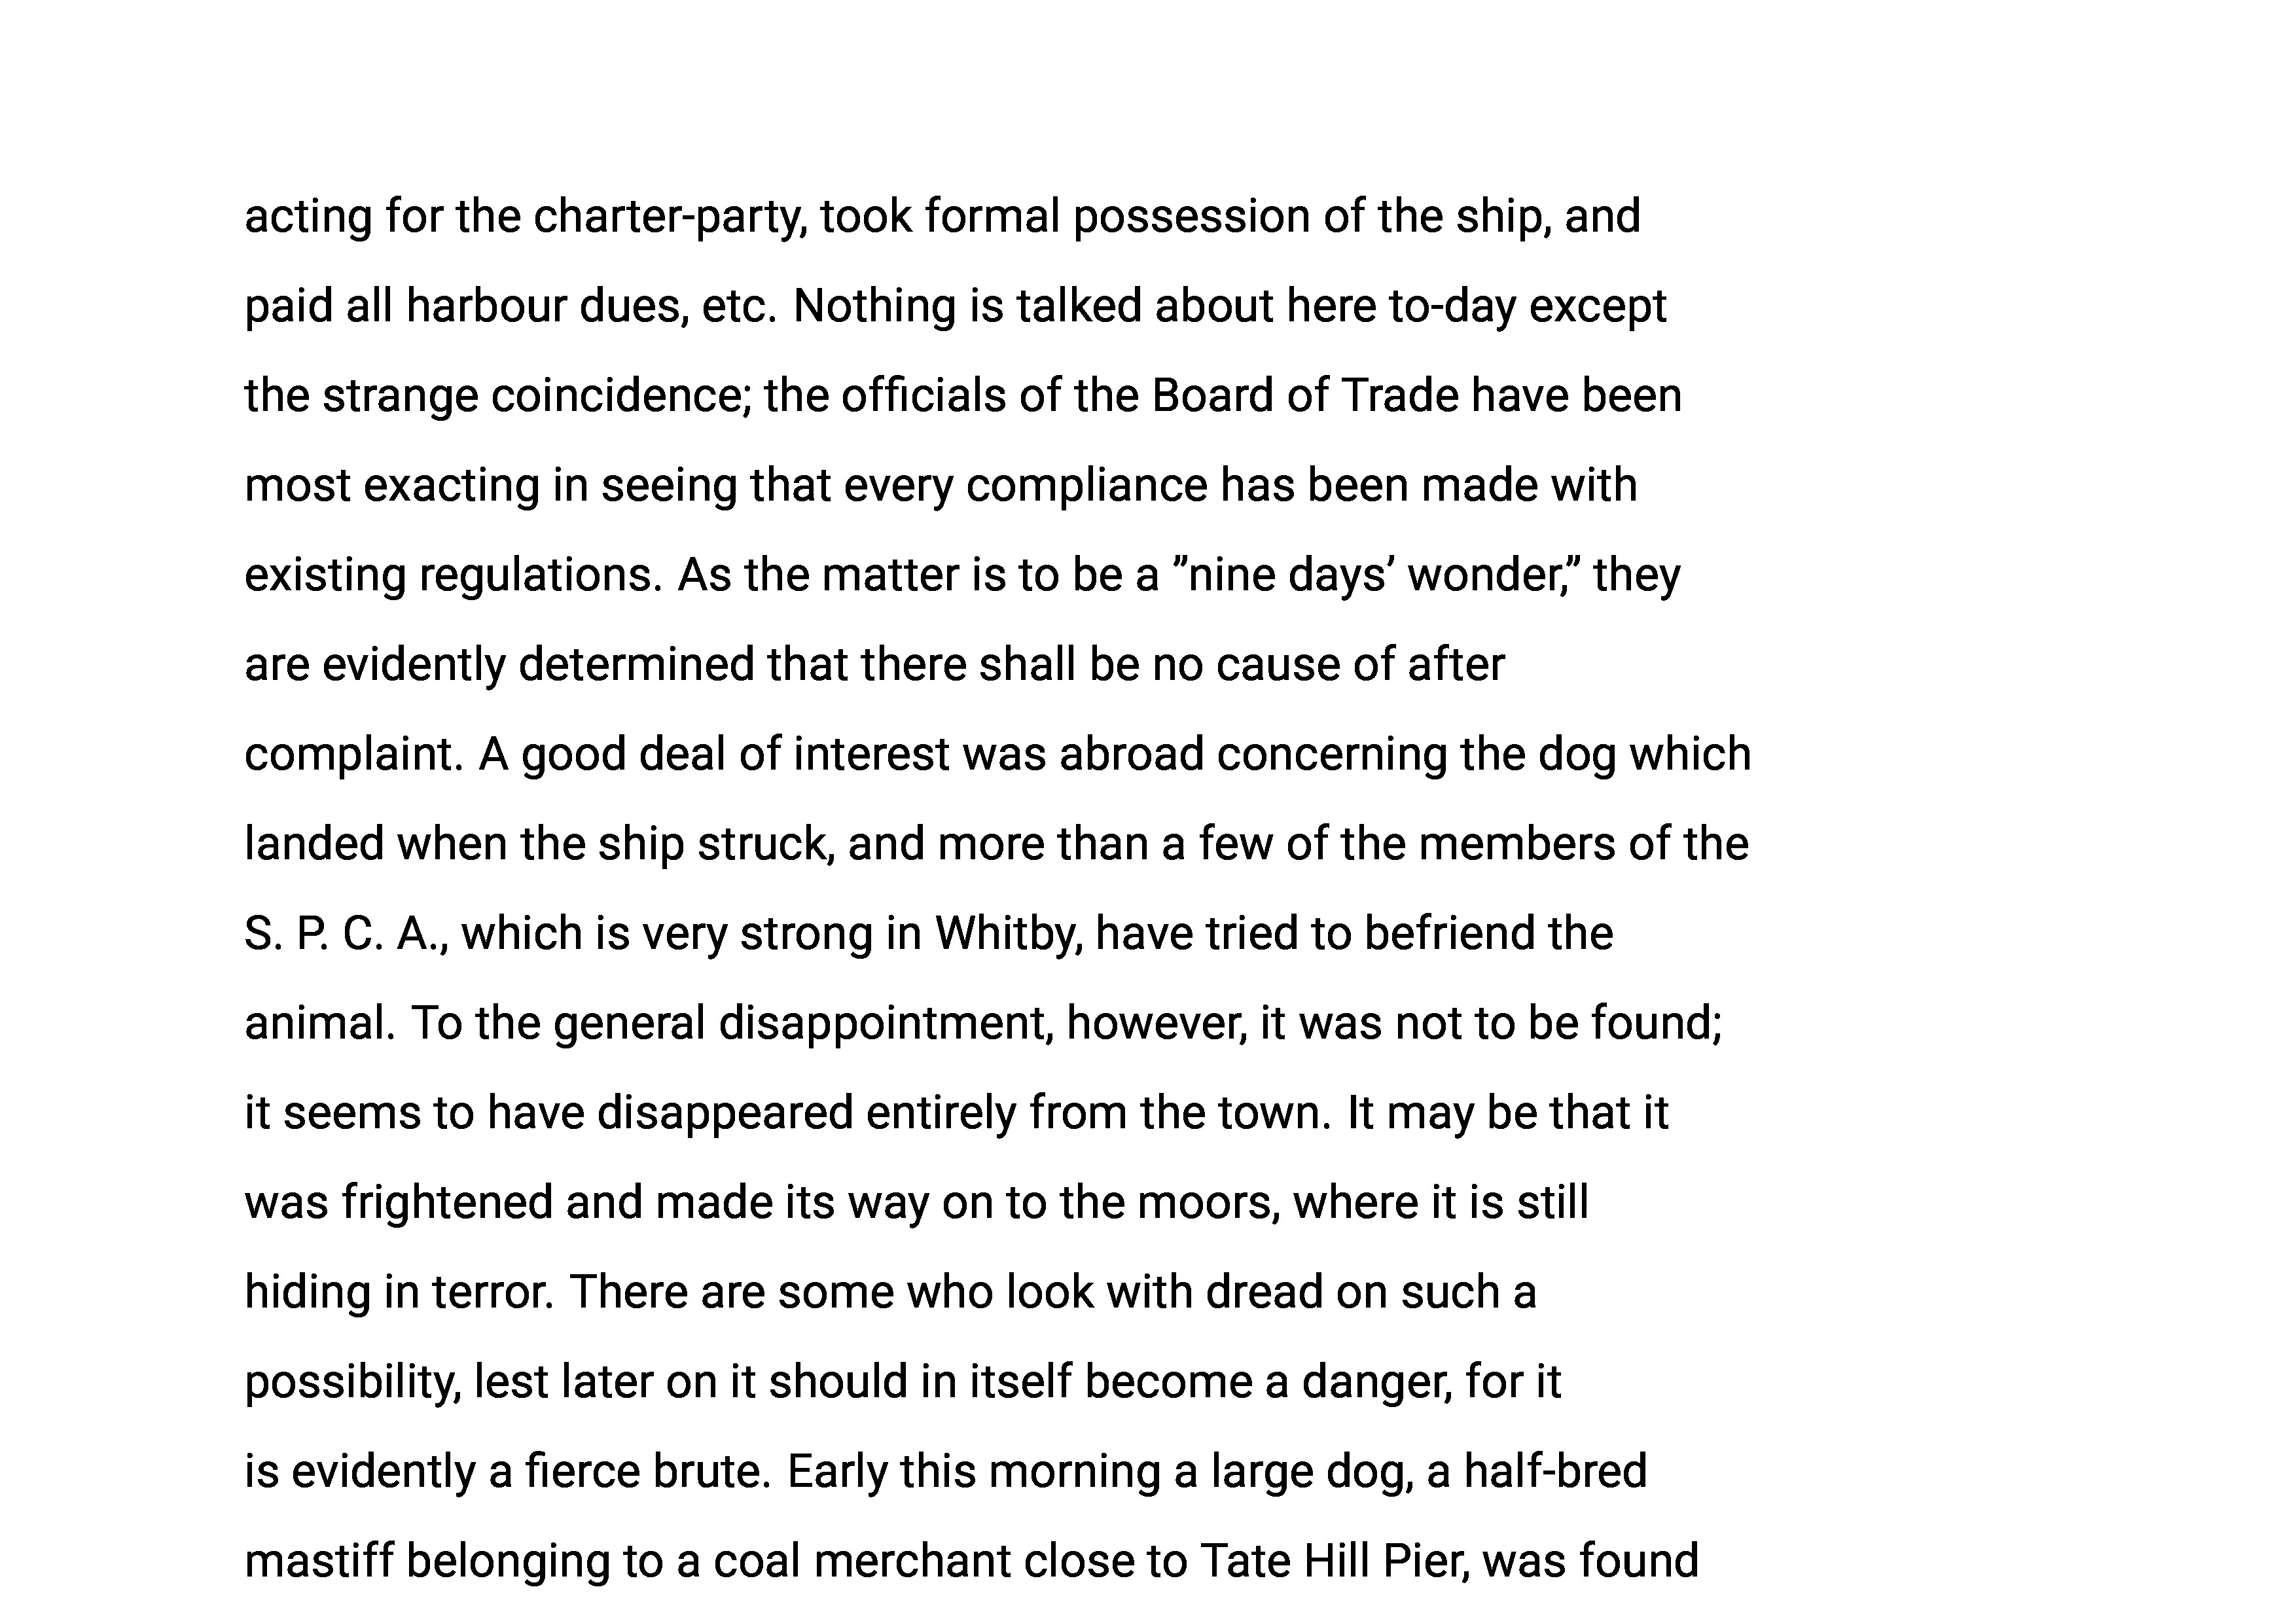 acting for the charter-party, took formal possession of the ship, and
paid all harbour dues, etc. Nothing is talked about here to-day except
the strange coincidence; the officials of the Board of Trade have been
most exacting in seeing that every compliance has been made with
existing regulations. As the matter is to be a ”nine days’ wonder,” they
are evidently determined that there shall be no cause of after
complaint. A good deal of interest was abroad concerning the dog which
landed when the ship struck, and more than a few of the members of the
S. P. C. A., which is very strong in Whitby, have tried to befriend the
animal. To the general disappointment, however, it was not to be found;
it seems to have disappeared entirely from the town. It may be that it
was frightened and made its way on to the moors, where it is still
hiding in terror. There are some who look with dread on such a
possibility, lest later on it should in itself become a danger, for it
is evidently a fierce brute. Early this morning a large dog, a half-bred
mastiff belonging to a coal merchant close to Tate Hill Pier, was found